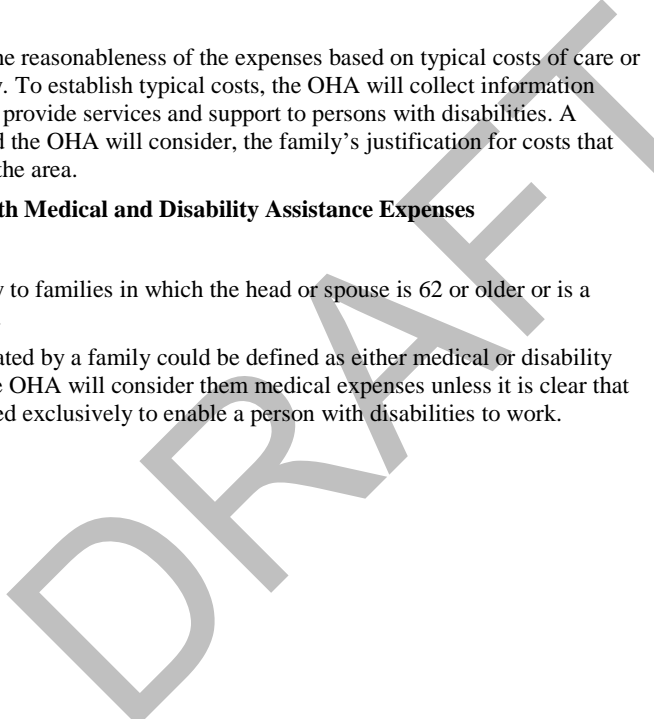 ne reasonableness of the expenses based on typical costs of care or
y. To establish typical costs, the OHA will collect information
provide services and support to persons with disabilities. A
d the OHA will consider, the family’s justification for costs that
the area.
th Medical and Disability Assistance Expenses
y to families in which the head or spouse is 62 or older or is a
ated by a family could be defined as either medical or disability
e OHA will consider them medical expenses unless it is clear that
ed exclusively to enable a person with disabilities to work.
DRAFT